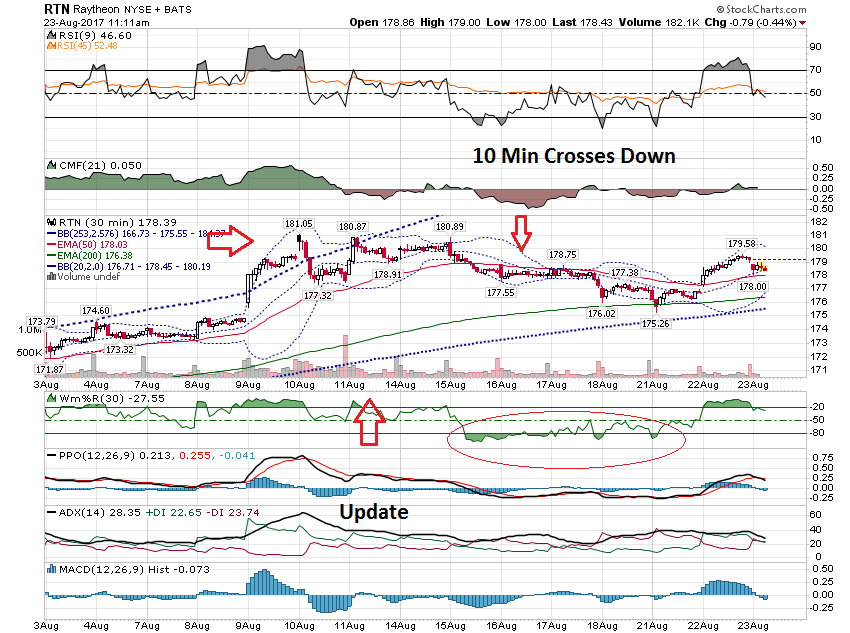 RTN Raytheon NYSE + BATS © StockCharts.com
23-Aug-2017 11:11am Open 178.86 High 179.00 Low 178.00 Last 178.43 Volume 182.1K Chg -0.79 (-0.44%)
RSI(9) 46.60
RSI(45) 52.48
90
70
50
30
10
10 Min Crosses Down
CMF(21) 0.050
0.50
0.25
0.00
-0.25
-0.50
RTN (30 min) 178.39
BB(253,2.576) 166.73 - 175.55 - 184.37
EMA(50) 178.03
EMA(200) 176.38
BB(20,2.0) 176.71 - 178.45 - 180.19
Volume undef
181.05
180.87
180.89
179.58
178.75
178.91
177.38
177.32
177.55
178.00
176.02
175.26
174.60
173.79
173.32
171.87
1.0M
500K
182
181
180
179
178
177
176
175
174
173
172
171
3Aug 4Aug 7Aug 8Aug 9Aug 10Aug 11Aug 14Aug 15Aug 16Aug 17Aug 18Aug 21Aug 22Aug 23Aug
Wm%R(30) -27.55
-20
-50
-80
PPO(12,26,9) 0.213, 0.255, -0.041
0.75
0.50
0.25
0.00
-0.25
ADX(14) 28.35 +DI 22.65 -DI 23.74
Update
60
40
20
0
MACD(12,26,9) Hist -0.073
0.50
0.25
0.00
-0.25
3Aug 4Aug 7Aug 8Aug 9Aug 10Aug 11Aug 14Aug 15Aug 16Aug 17Aug 18Aug 21Aug 22Aug 23Aug